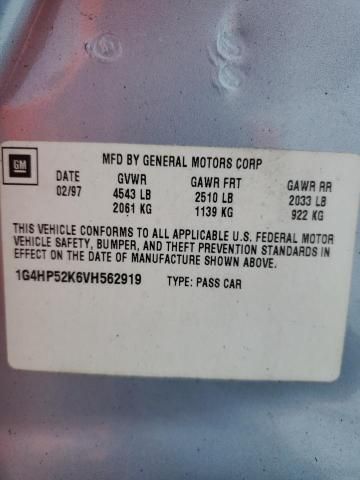 GM
MFD BY GENERAL MOTORS CORP
DATE GVWR GAWR FRT GAWR RR
02/97 4543 LB 2510 LB 2033 LB
2061 KG 1139 KG 922 KG
THIS VEHICLE CONFORMS TO ALL APPLICABLE U.S. FEDERAL MOTOR
VEHICLE SAFETY, BUMPER, AND THEFT PREVENTION STANDARDS IN
EFFECT ON THE DATE OF MANUFACTURE SHOWN ABOVE.
1G4HP52K6VH562919 TYPE: PASS CAR